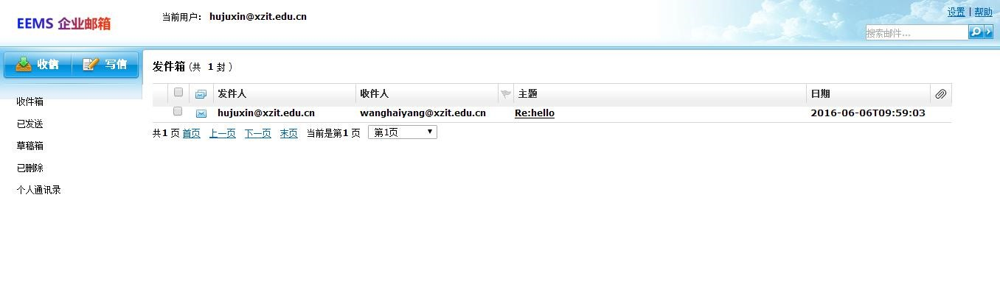 EEMS 企业邮箱
当前用户： hujuxin@xzit.edu.cn
设置 | 帮助
搜索邮件...
收信 写信
收件箱
已发送
草稿箱
已删除
个人通讯录
发件箱 (共 1 封 )
发件人 收件人 主题 日期
hujuxin@xzit.edu.cn wanghaiyang@xzit.edu.cn Re:hello 2016-06-06T09:59:03
共1 页 首页 上一页 下一页 末页 当前是第1 页 第1页